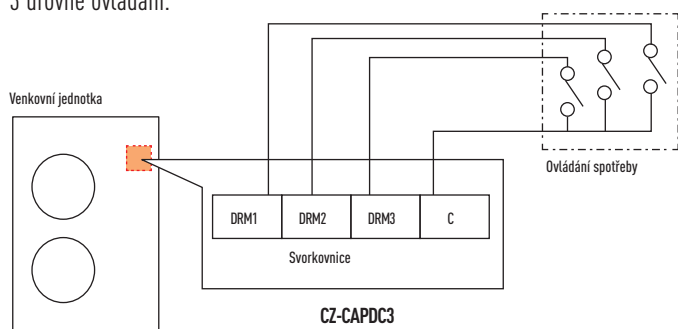 3 úrovně ovládání.
Venkovní jednotka
Ovládání spotřeby
DRM1 DRM2 DRM3 C
Svorkovnice
CZ-CAPDC3